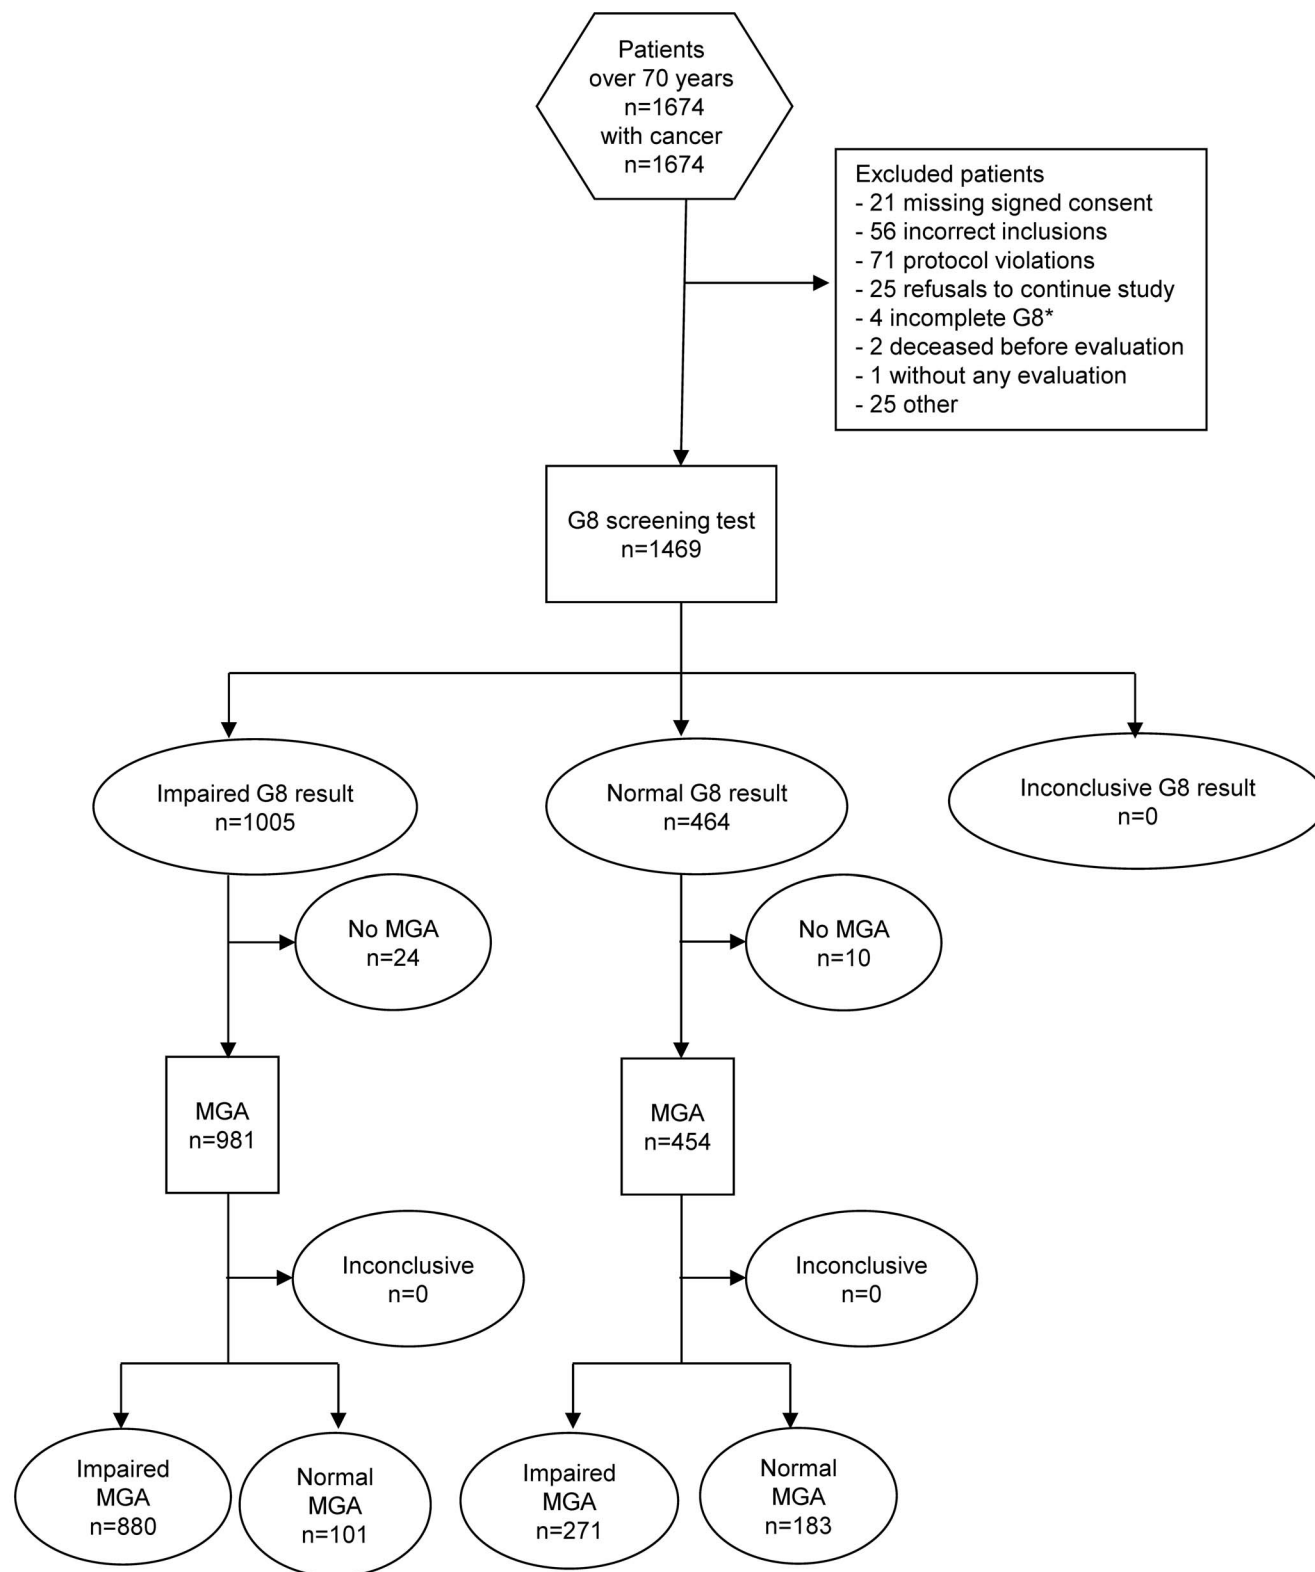 Patients
over 70 years
n=1674
with cancer
n=1674
Excluded patients
- 21 missing signed consent
- 56 incorrect inclusions
- 71 protocol violations
- 25 refusals to continue study
- 4 incomplete G8*
- 2 deceased before evaluation
- 1 without any evaluation
- 25 other
G8 screening test
n=1469
Impaired G8 result
n=1005
Normal G8 result
n=464
Inconclusive G8 result
n=0
No MGA
n=24
No MGA
n=10
MGA
n=981
MGA
n=454
Inconclusive
n=0
Inconclusive
n=0
Impaired
MGA
n=880
Normal
MGA
n=101
Impaired
MGA
n=271
Normal
MGA
n=183